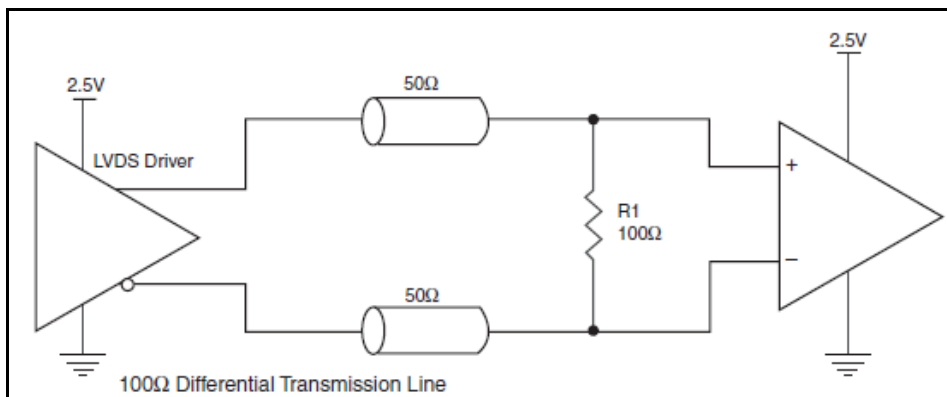 2.5V
2.5V
50Ω
LVDS Driver
+
R1
100Ω
–
50Ω
100Ω Differential Transmission Line